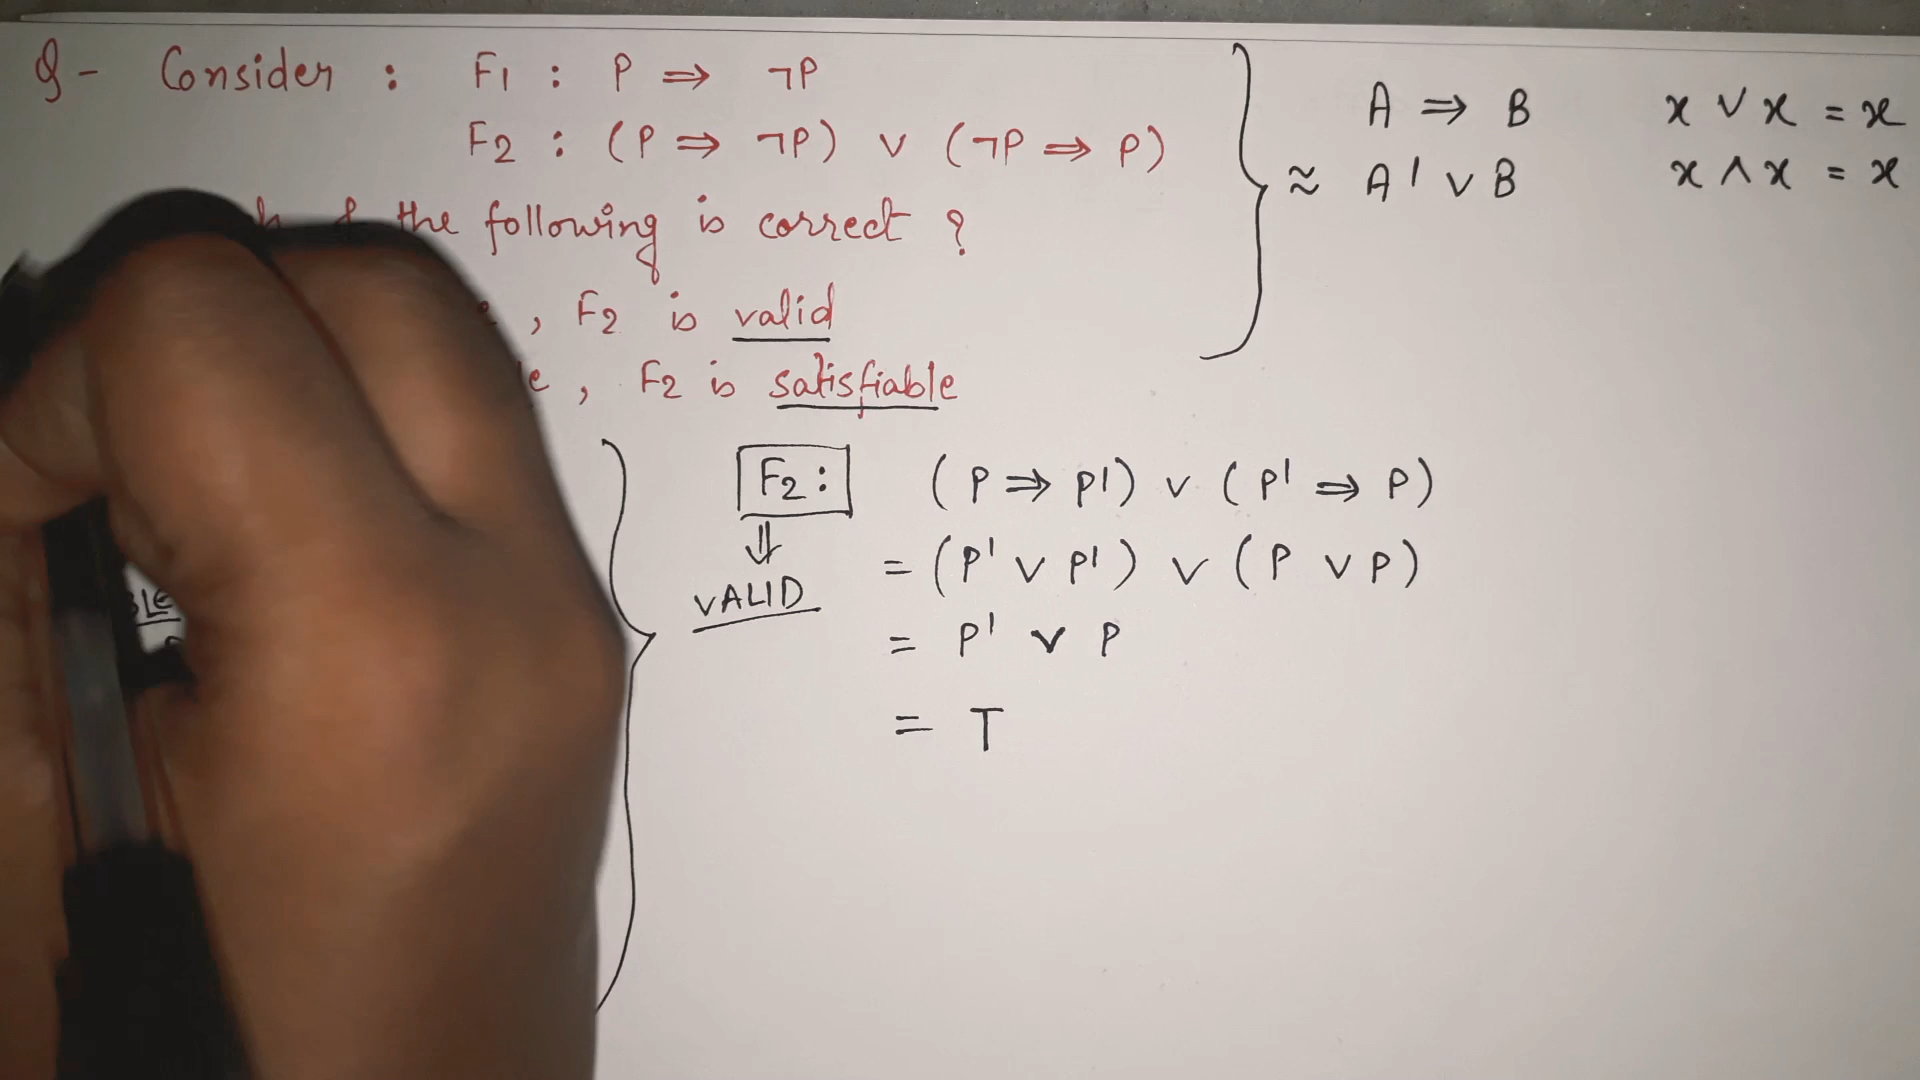 Q- Consider : F1 : P ⇒ ¬P
F2 : (P ⇒ ¬P) ∨ (¬P ⇒ P)
the following is correct ?
, F2 is valid
, F2 is satisfiable
A ⇒ B
≈ A' ∨ B
x ∨ x = x
x ∧ x = x
F2 : (P ⇒ P') ∨ (P' ⇒ P)
⇓
VALID
= (P' ∨ P') ∨ (P ∨ P)
= P' ∨ P
= T